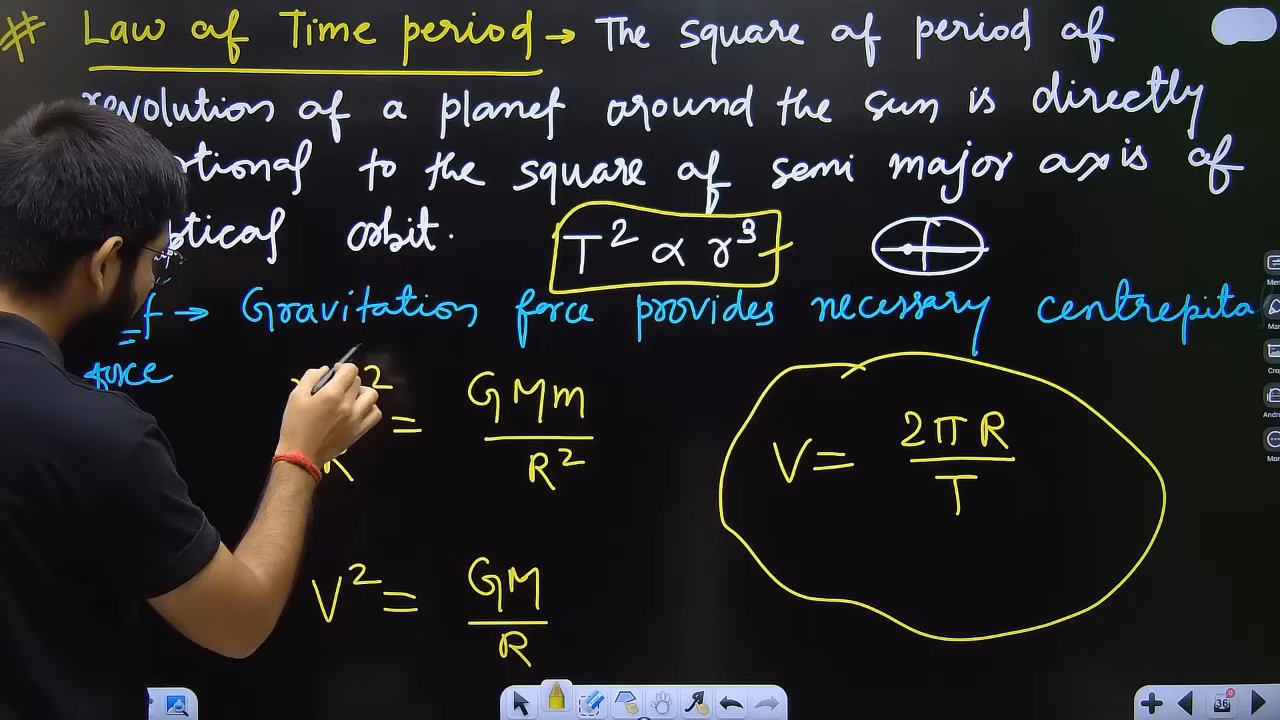 # Law of Time period → The square of period of
revolution of a planet around the sun is directly
to the square of semi major axis of
orbit.
T² ∝ r³
→ Gravitation force provides necessary centrepita
force
² = GMm / R²
R
V = 2πR / T
V² = GM / R
36